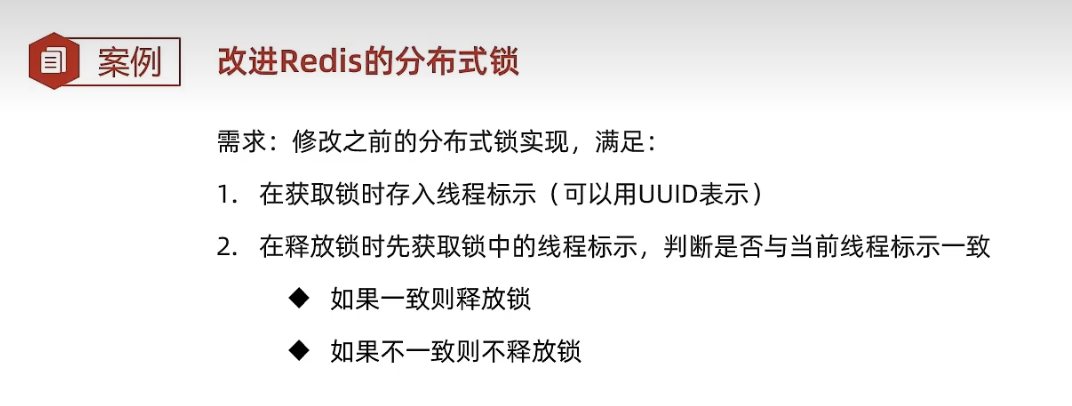 案例
改进Redis的分布式锁
需求：修改之前的分布式锁实现，满足：
1. 在获取锁时存入线程标示（可以用UUID表示）
2. 在释放锁时先获取锁中的线程标示，判断是否与当前线程标示一致
◆ 如果一致则释放锁
◆ 如果不一致则不释放锁